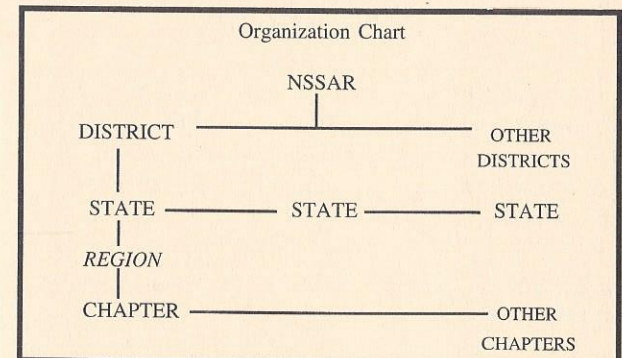 Organization Chart
NSSAR
DISTRICT
OTHER
DISTRICTS
STATE STATE STATE
REGION
CHAPTER
OTHER
CHAPTERS